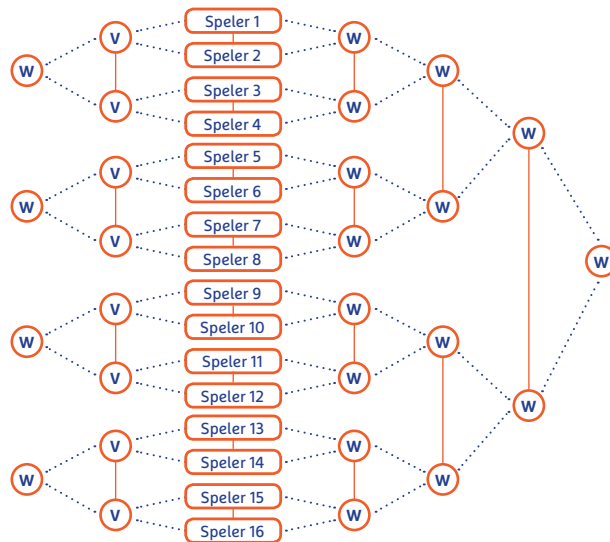 Speler 1
V W
Speler 2
W W
Speler 3
V W
Speler 4
W
Speler 5
V W
Speler 6
W W
Speler 7
V W
Speler 8
W
Speler 9
V W
Speler 10
W W
Speler 11
V W
Speler 12
W
Speler 13
V W
Speler 14
W W
Speler 15
V W
Speler 16